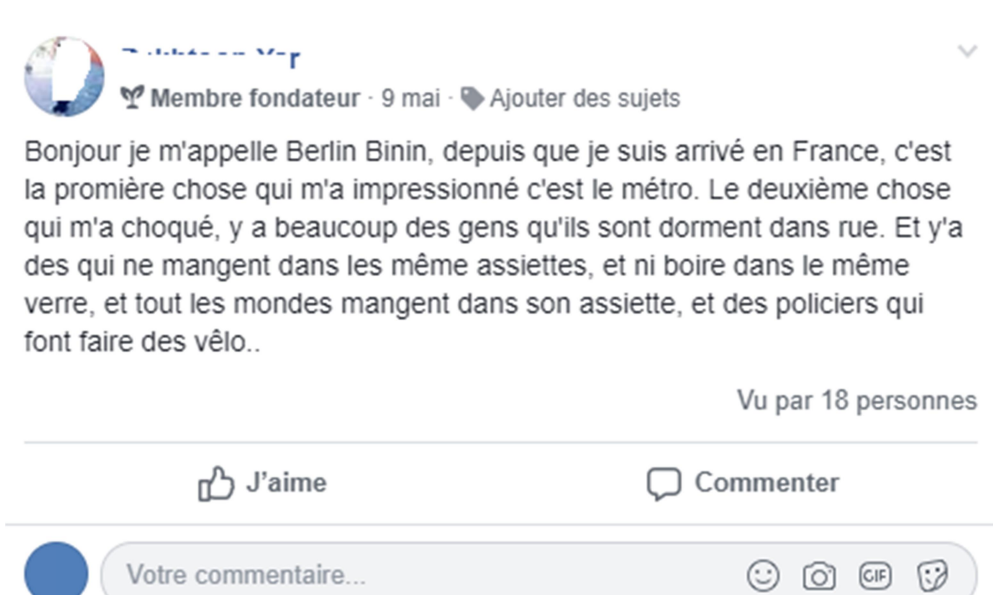 Membre fondateur · 9 mai · Ajouter des sujets
Bonjour je m'appelle Berlin Binin, depuis que je suis arrivé en France, c'est
la promière chose qui m'a impressionné c'est le métro. Le deuxième chose
qui m'a choqué, y a beaucoup des gens qu'ils sont dorment dans rue. Et y'a
des qui ne mangent dans les même assiettes, et ni boire dans le même
verre, et tout les mondes mangent dans son assiette, et des policiers qui
font faire des vêlo..
Vu par 18 personnes
J'aime Commenter
Votre commentaire... GIF